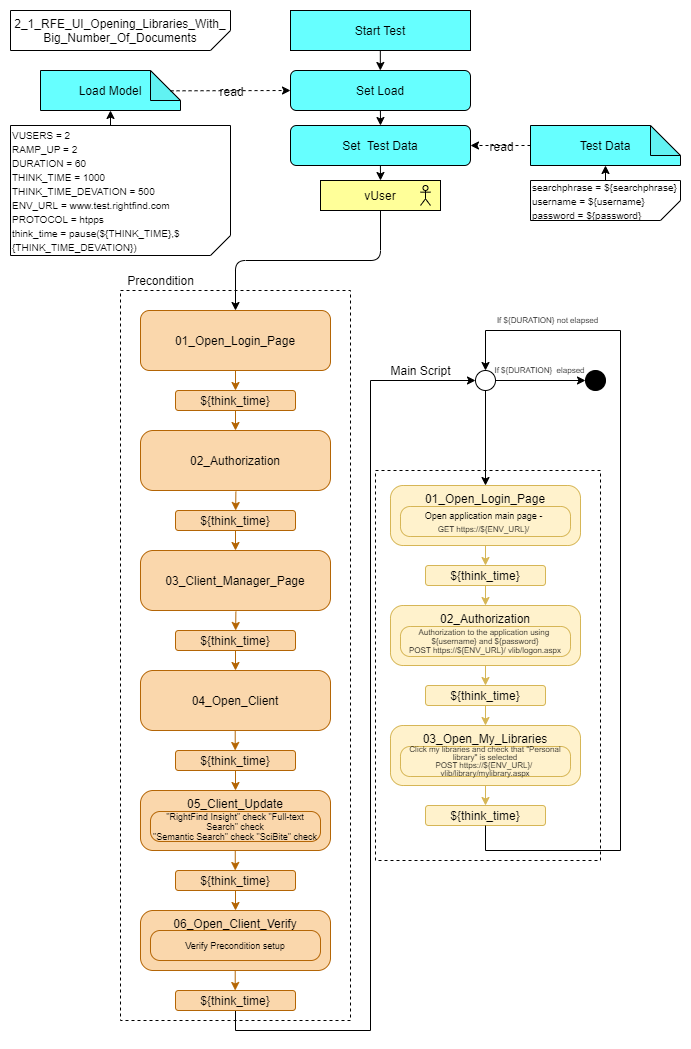 2_1_RFE_UI_Opening_Libraries_With_
Big_Number_Of_Documents
Start Test
Load Model
read
Set Load
Set Test Data
read
Test Data
VUSERS = 2
RAMP_UP = 2
DURATION = 60
THINK_TIME = 1000
THINK_TIME_DEVATION = 500
ENV_URL = www.test.rightfind.com
PROTOCOL = htpps
think_time = pause(${THINK_TIME},$
{THINK_TIME_DEVATION})
searchphrase = ${searchphrase}
username = ${username}
password = ${password}
vUser
Precondition
01_Open_Login_Page
${think_time}
02_Authorization
${think_time}
03_Client_Manager_Page
${think_time}
04_Open_Client
${think_time}
05_Client_Update
"RightFind Insight" check "Full-text
Search" check
"Semantic Search" check "SciBite" check
${think_time}
06_Open_Client_Verify
Verify Precondition setup
${think_time}
If ${DURATION} not elapsed
Main Script
If ${DURATION} elapsed
01_Open_Login_Page
Open application main page -
GET https://${ENV_URL}/
${think_time}
02_Authorization
Authorization to the application using
${username} and ${password}
POST https://${ENV_URL}/ vlib/logon.aspx
${think_time}
03_Open_My_Libraries
Click my libraries and check that "Personal
library" is selected
POST https://${ENV_URL}/
vlib/library/mylibrary.aspx
${think_time}